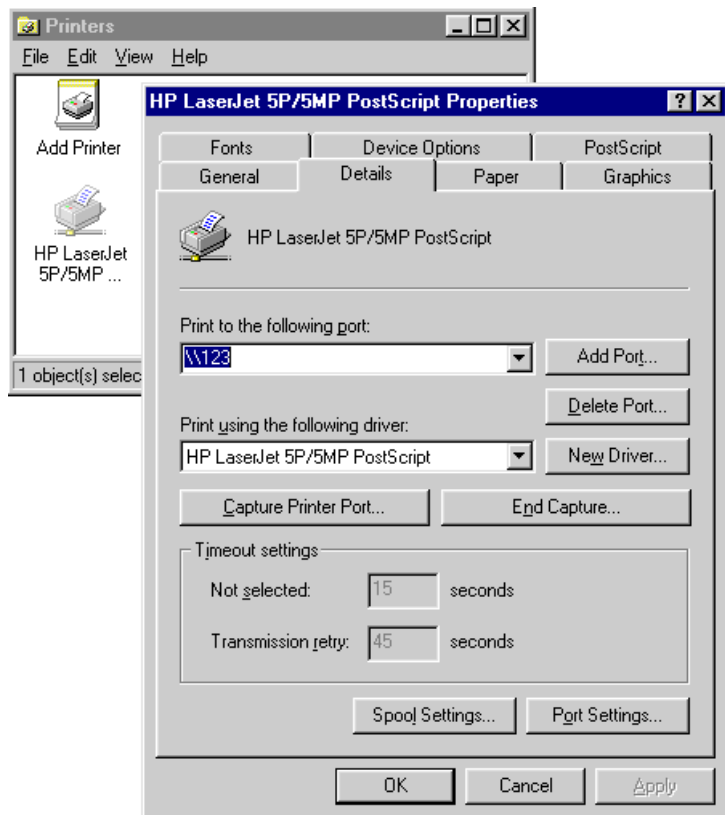 Printers
File Edit View Help
Add Printer
HP LaserJet
5P/5MP ...
1 object(s) selec
HP LaserJet 5P/5MP PostScript Properties
Fonts Device Options PostScript
General Details Paper Graphics
HP LaserJet 5P/5MP PostScript
Print to the following port:
\\123 Add Port...
Delete Port...
Print using the following driver:
HP LaserJet 5P/5MP PostScript New Driver...
Capture Printer Port... End Capture...
Timeout settings
Not selected: 15 seconds
Transmission retry: 45 seconds
Spool Settings... Port Settings...
OK Cancel Apply